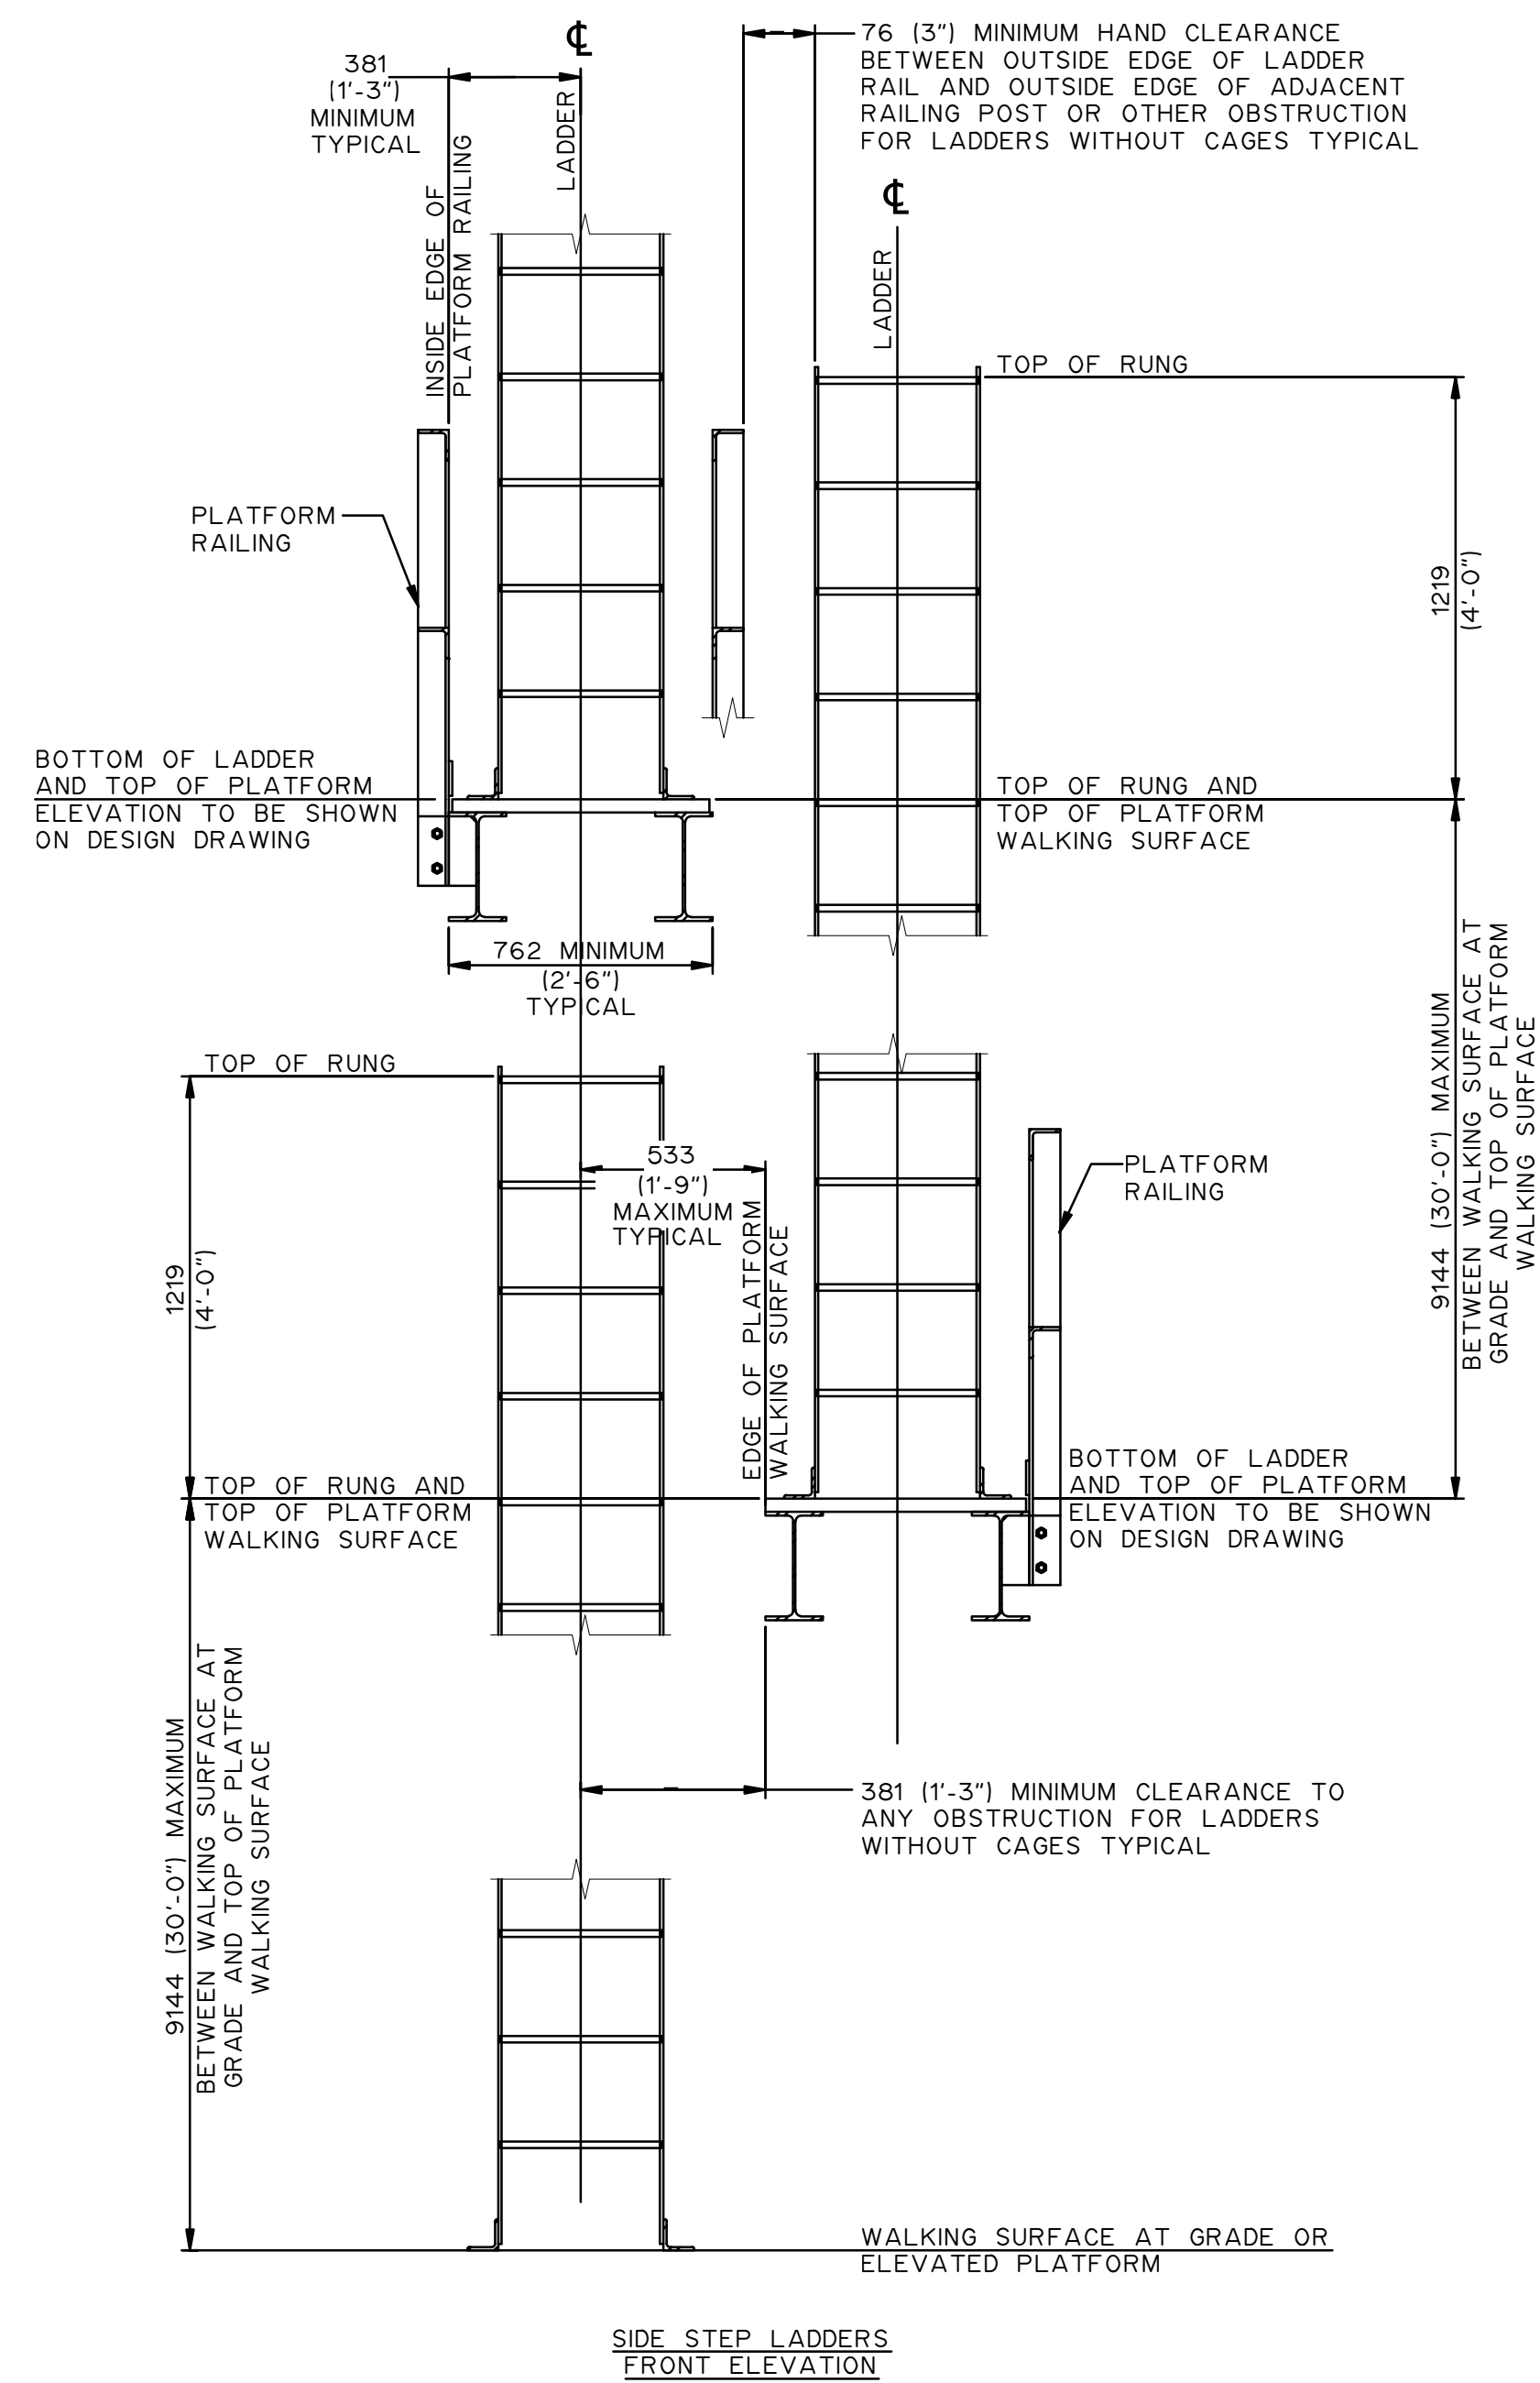 ℄
LADDER
381
(1'-3")
MINIMUM
TYPICAL
INSIDE EDGE OF
PLATFORM RAILING
76 (3") MINIMUM HAND CLEARANCE
BETWEEN OUTSIDE EDGE OF LADDER
RAIL AND OUTSIDE EDGE OF ADJACENT
RAILING POST OR OTHER OBSTRUCTION
FOR LADDERS WITHOUT CAGES TYPICAL
℄
LADDER
TOP OF RUNG
PLATFORM
RAILING
1219
(4'-0")
BOTTOM OF LADDER
AND TOP OF PLATFORM
ELEVATION TO BE SHOWN
ON DESIGN DRAWING
TOP OF RUNG AND
TOP OF PLATFORM
WALKING SURFACE
762 MINIMUM
(2'-6")
TYPICAL
9144 (30'-0") MAXIMUM
BETWEEN WALKING SURFACE AT
GRADE AND TOP OF PLATFORM
WALKING SURFACE
TOP OF RUNG
533
(1'-9")
MAXIMUM
TYPICAL
EDGE OF PLATFORM
WALKING SURFACE
PLATFORM
RAILING
1219
(4'-0")
TOP OF RUNG AND
TOP OF PLATFORM
WALKING SURFACE
BOTTOM OF LADDER
AND TOP OF PLATFORM
ELEVATION TO BE SHOWN
ON DESIGN DRAWING
9144 (30'-0") MAXIMUM
BETWEEN WALKING SURFACE AT
GRADE AND TOP OF PLATFORM
WALKING SURFACE
381 (1'-3") MINIMUM CLEARANCE TO
ANY OBSTRUCTION FOR LADDERS
WITHOUT CAGES TYPICAL
WALKING SURFACE AT GRADE OR
ELEVATED PLATFORM
SIDE STEP LADDERS
FRONT ELEVATION